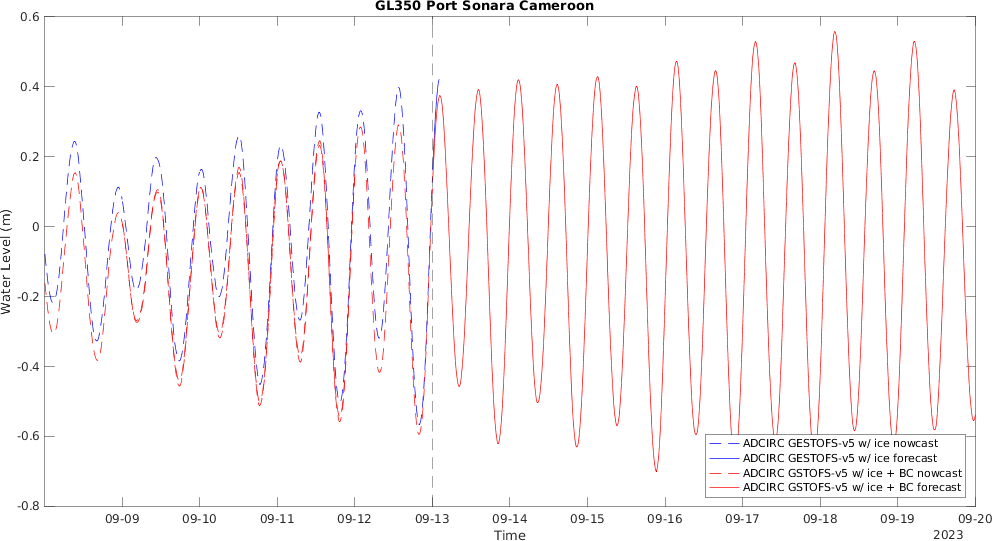 GL350 Port Sonara Cameroon
0.6
0.4
0.2
0
-0.2
-0.4
-0.6
-0.8
Water Level (m)
ADCIRC GESTOFS-v5 w/ ice nowcast
ADCIRC GESTOFS-v5 w/ ice forecast
ADCIRC GSTOFS-v5 w/ ice + BC nowcast
ADCIRC GSTOFS-v5 w/ ice + BC forecast
09-09 09-10 09-11 09-12 09-13 09-14 09-15 09-16 09-17 09-18 09-19 09-20
Time
2023